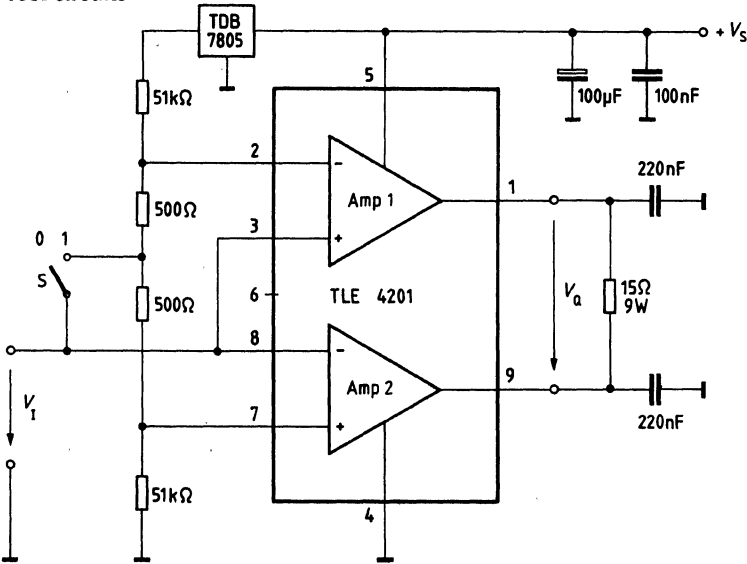 TDB
7805
+ V_S
5
51kΩ
100µF
100nF
2
-
220nF
1
Amp 1
500Ω
3
0 1
+
S
6
TLE 4201
V_Q
15Ω
9W
500Ω
8
-
V_I
Amp 2
9
7
+
220nF
51kΩ
4